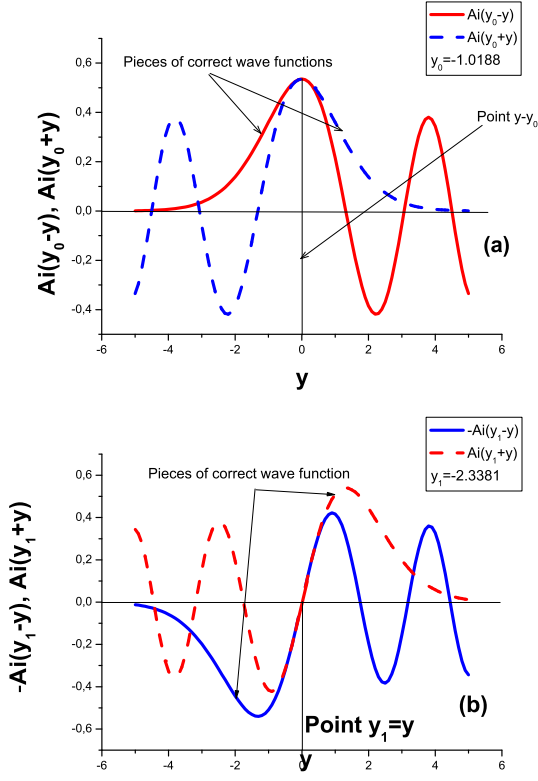 (a)
Ai(y0-y)
Ai(y0+y)
y0=-1.0188
Pieces of correct wave functions
Point y-y0
Ai(y0-y), Ai(y0+y)
0,6
0,4
0,2
0,0
-0,2
-0,4
(a)
-6
-4
-2
0
2
4
6
y
(b)
-Ai(y1-y)
Ai(y1+y)
y1=-2.3381
Pieces of correct wave function
-Ai(y1-y), Ai(y1+y)
0,6
0,4
0,2
0,0
-0,2
-0,4
-0,6
(b)
Point y1=y
-6
-4
-2
0
2
4
6
y